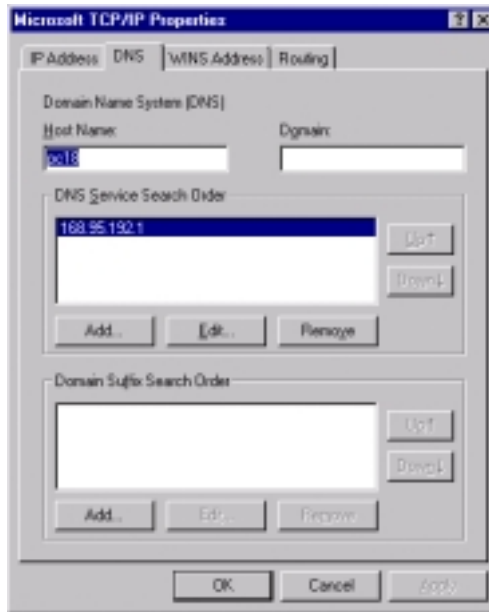 Microsoft TCP/IP Properties
IP Address DNS WINS Address Routing
Domain Name System (DNS)
Host Name: Domain:
pc18
DNS Service Search Order
168.95.192.1
Up↑
Down↓
Add... Edit... Remove
Domain Suffix Search Order
Up↑
Down↓
Add... Edit... Remove
OK Cancel Apply